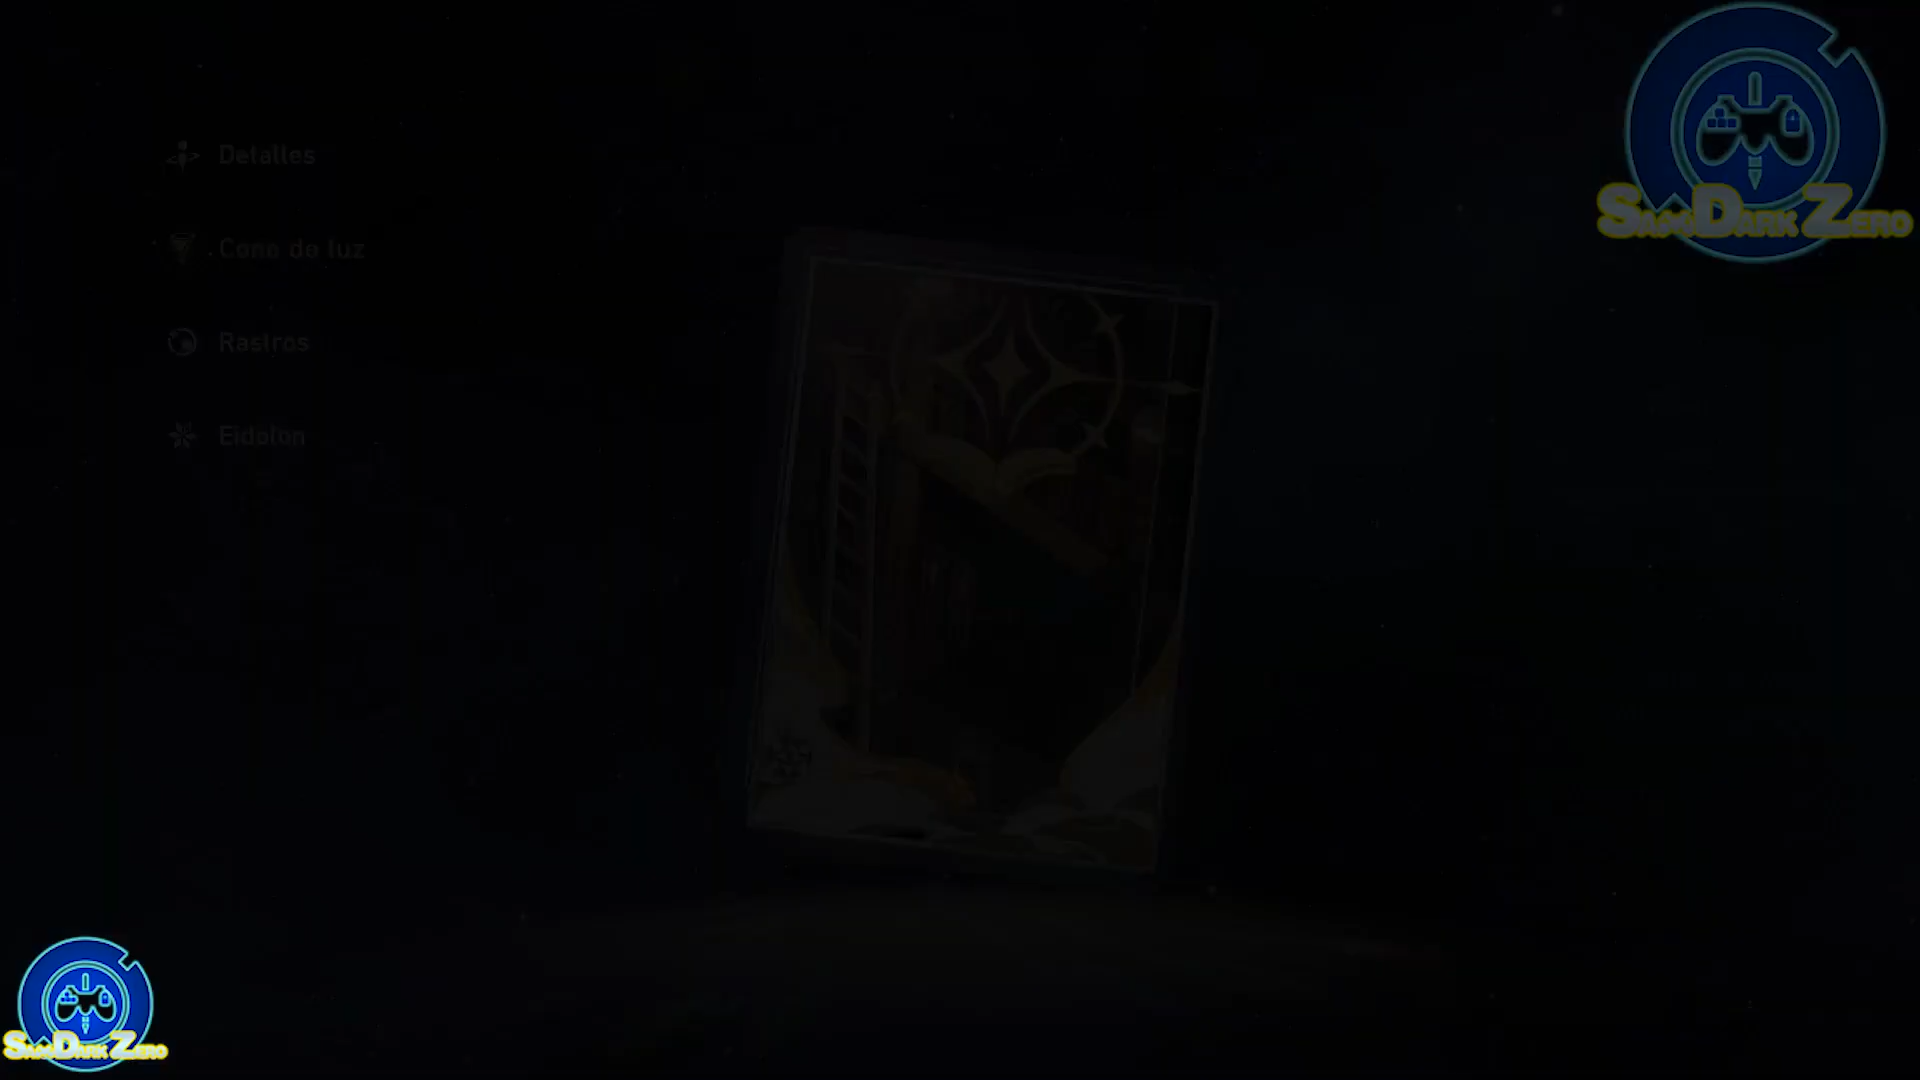 Detalles
Cono de luz
Rastros
Eidolon
SamDark Zero
SamDark Zero